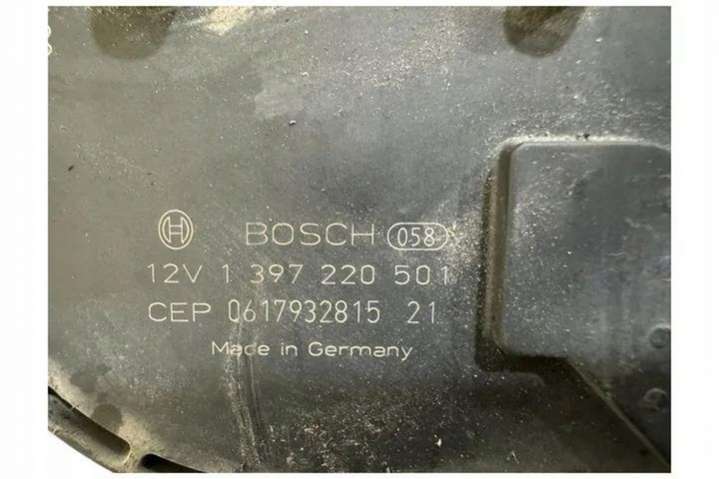 BOSCH 058
12V 1 397 220 501
CEP 0617932815 21
Made in Germany